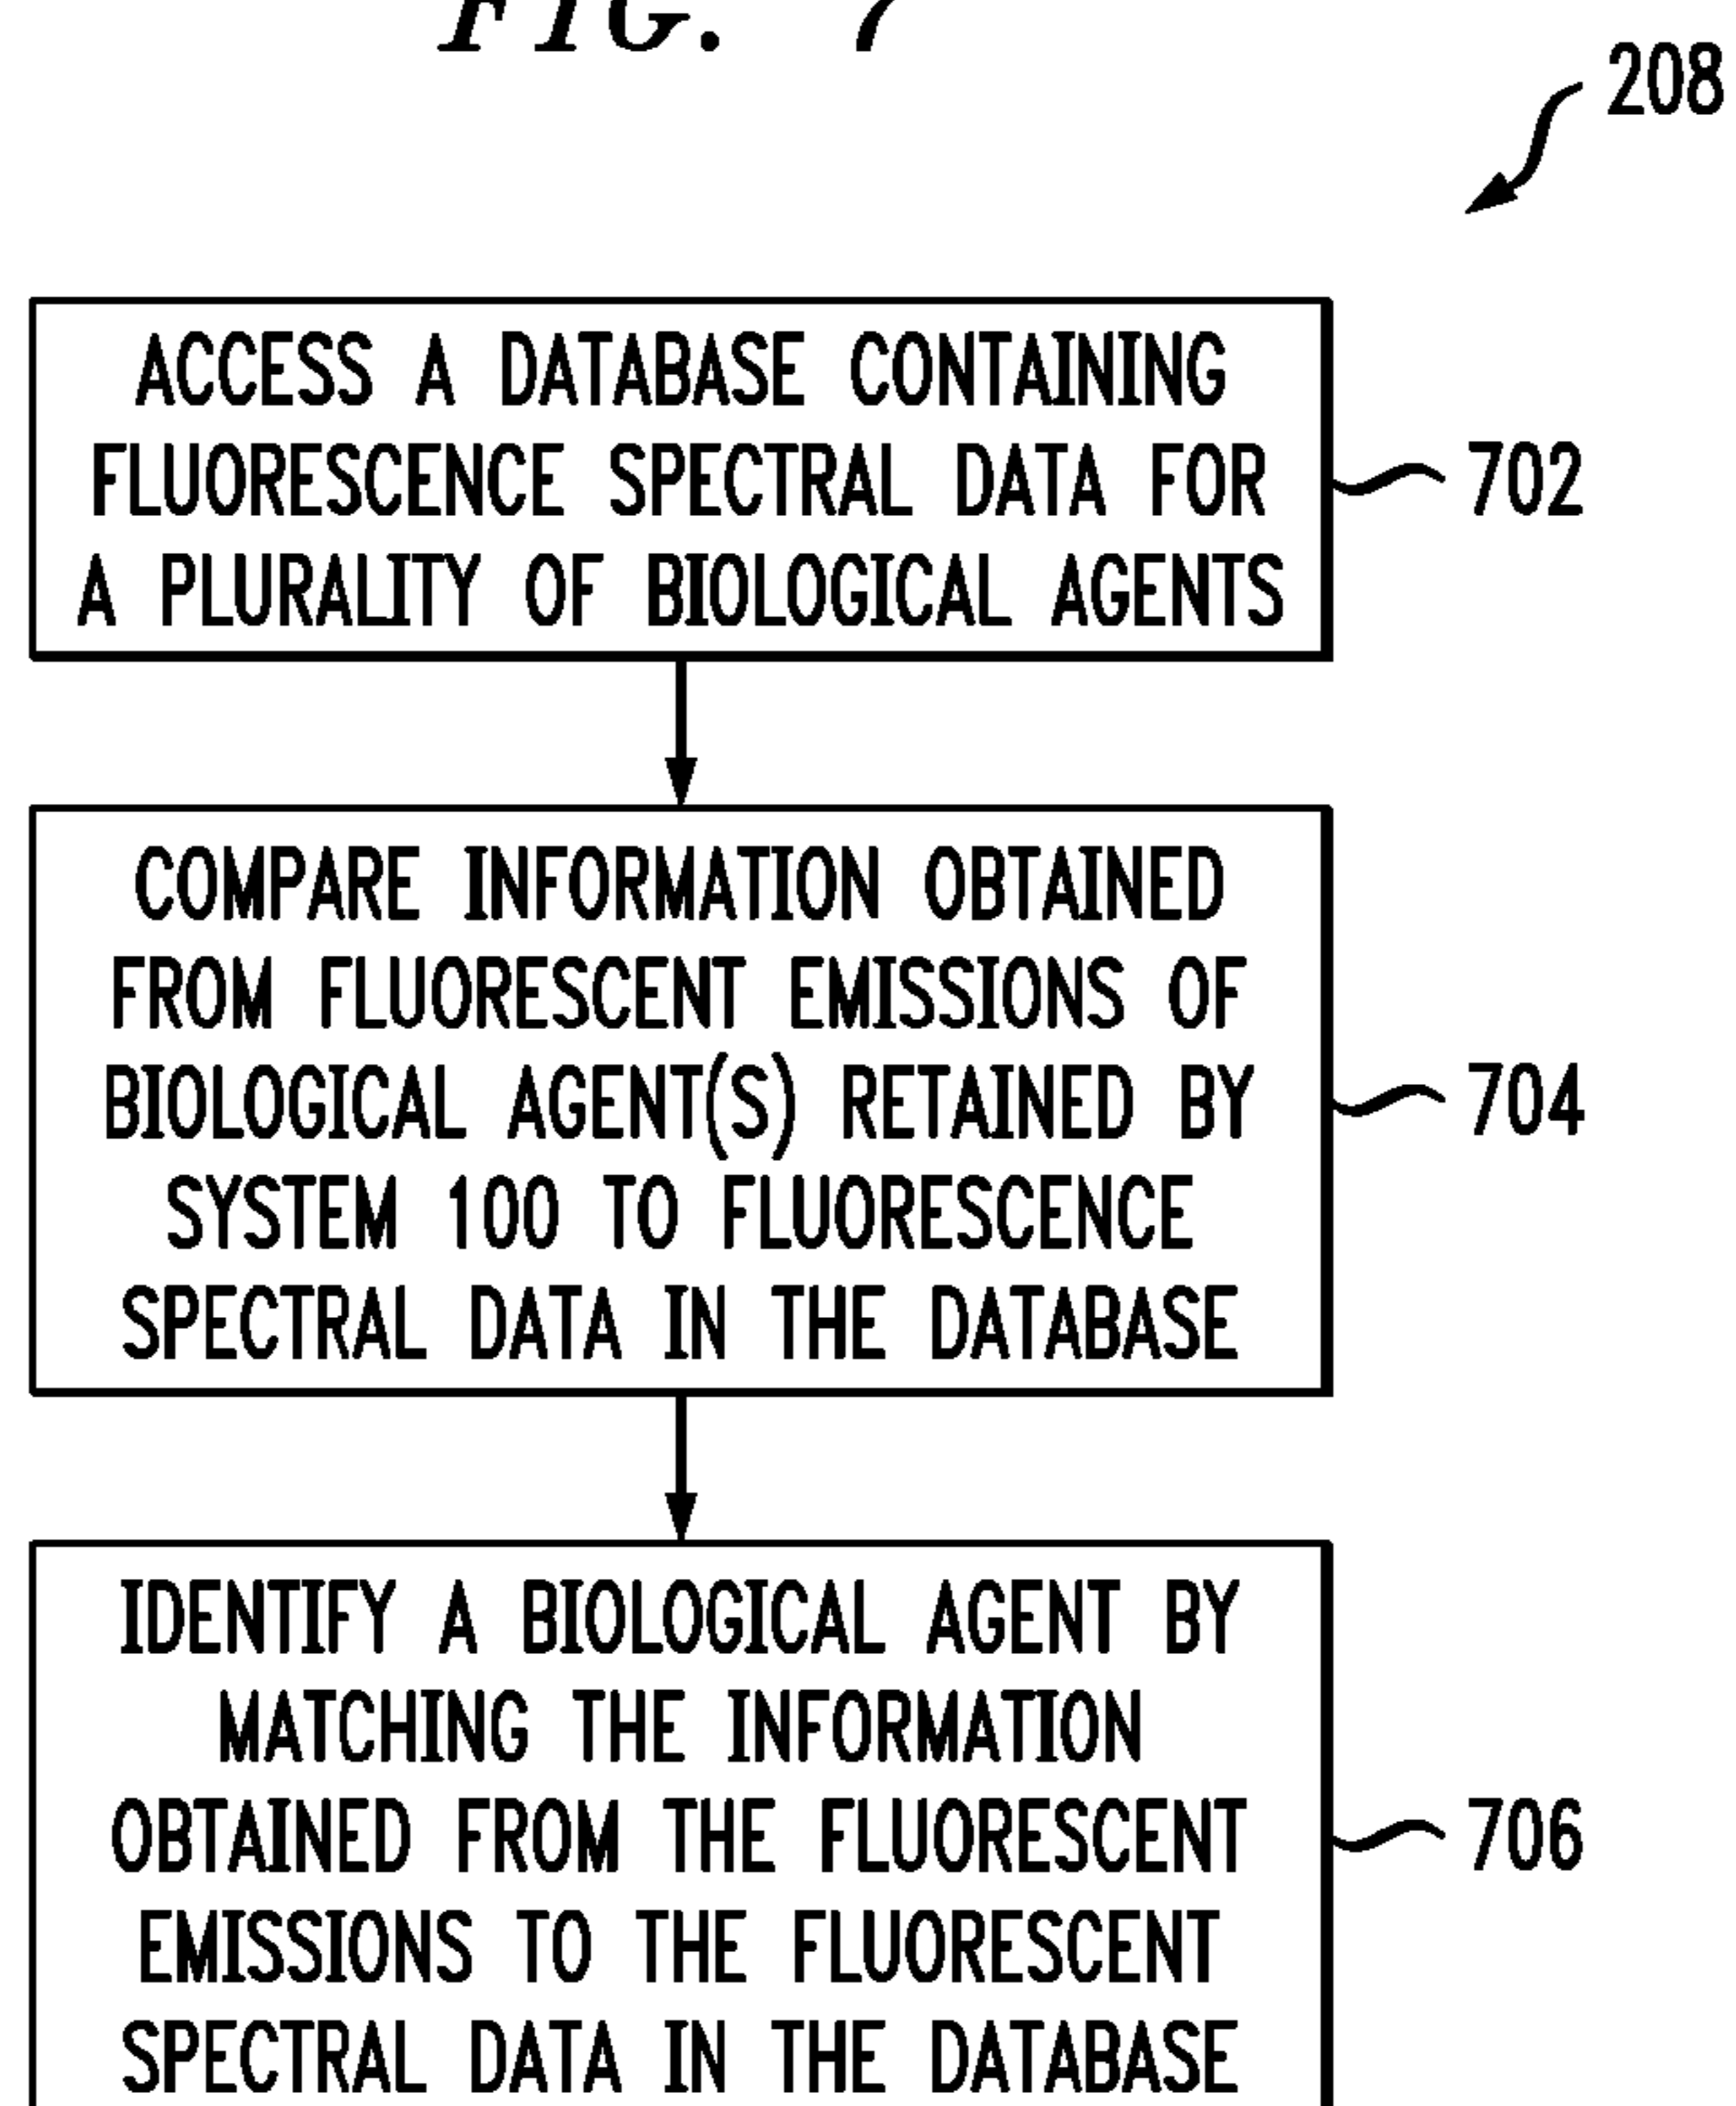 FIG. 7
208
ACCESS A DATABASE CONTAINING
FLUORESCENCE SPECTRAL DATA FOR
A PLURALITY OF BIOLOGICAL AGENTS
702
COMPARE INFORMATION OBTAINED
FROM FLUORESCENT EMISSIONS OF
BIOLOGICAL AGENT(S) RETAINED BY
SYSTEM 100 TO FLUORESCENCE
SPECTRAL DATA IN THE DATABASE
704
IDENTIFY A BIOLOGICAL AGENT BY
MATCHING THE INFORMATION
OBTAINED FROM THE FLUORESCENT
EMISSIONS TO THE FLUORESCENT
SPECTRAL DATA IN THE DATABASE
706